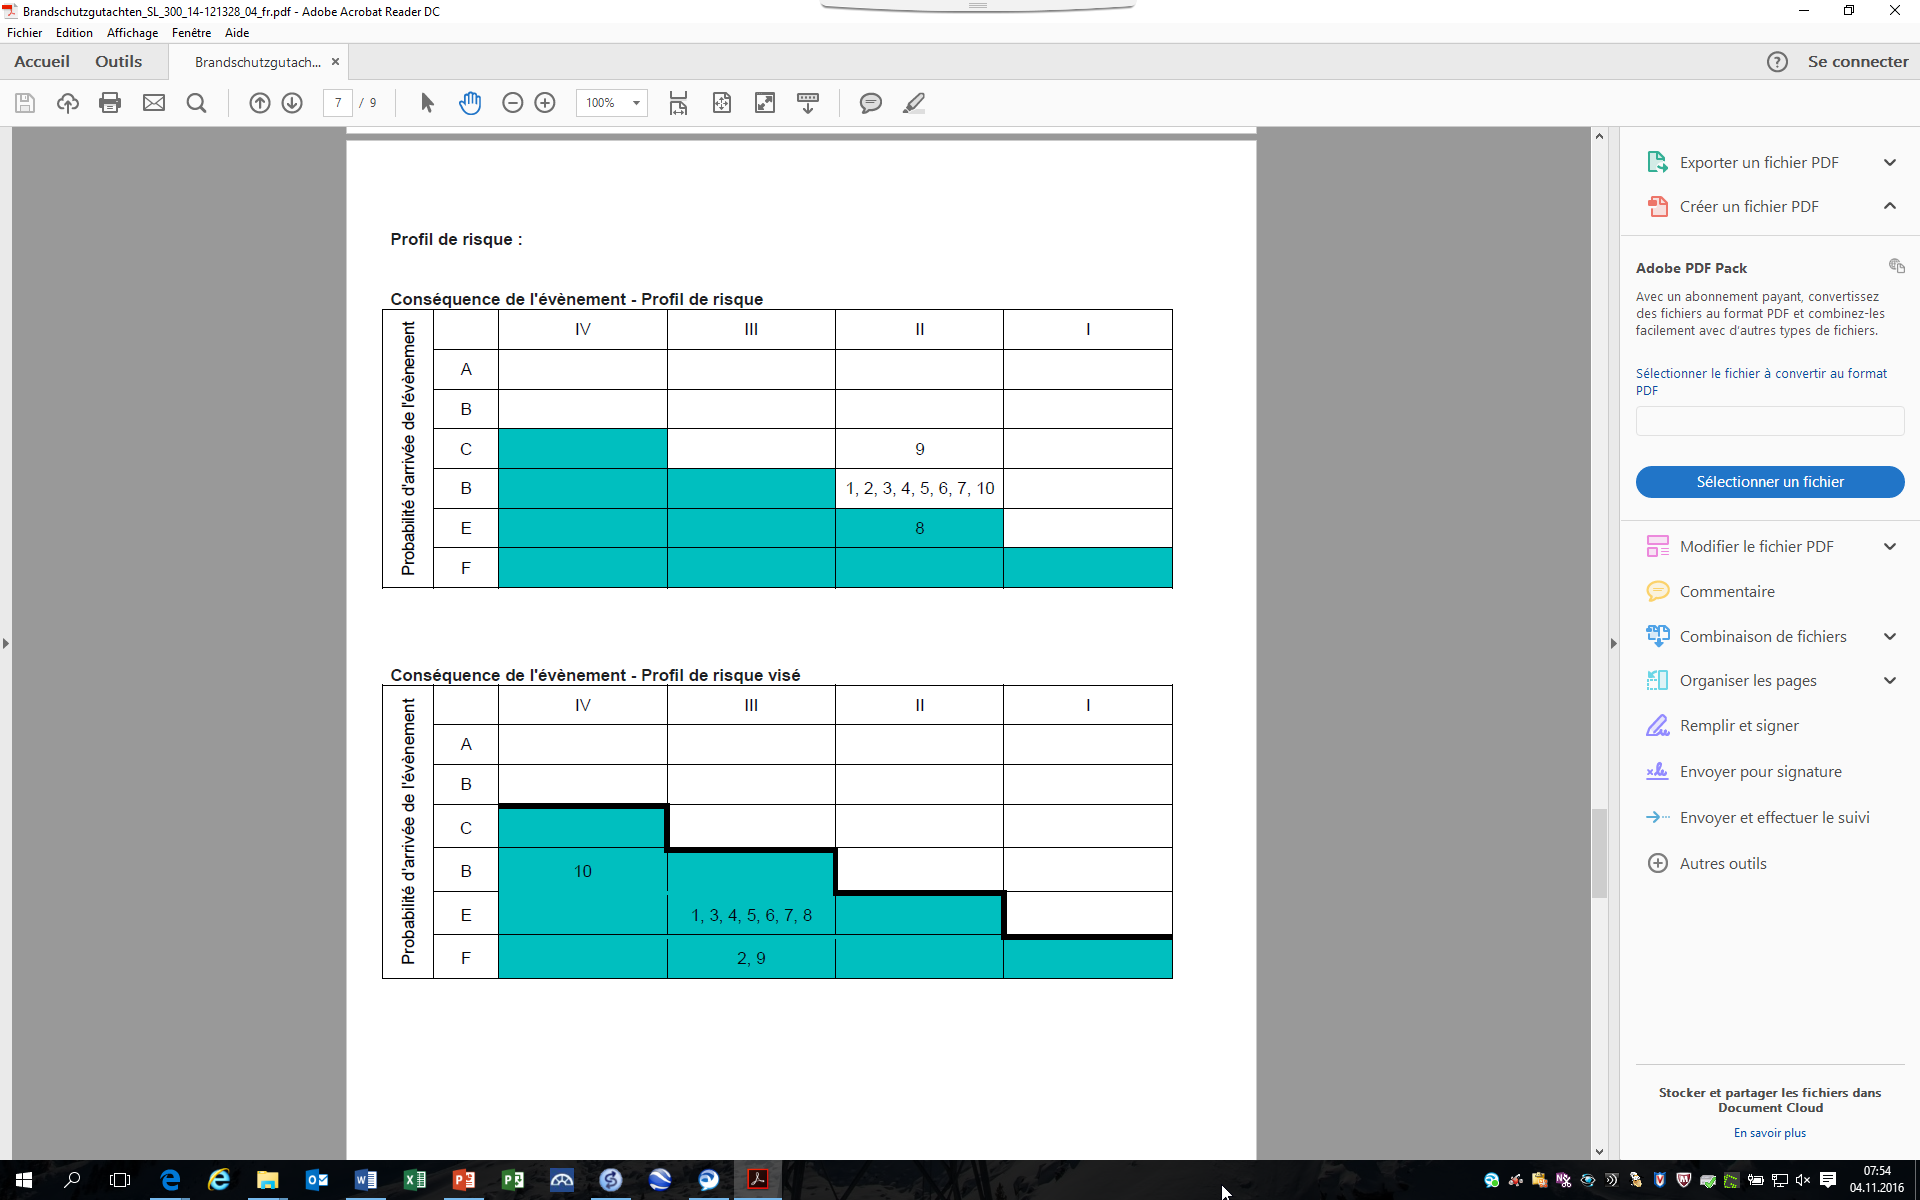 Brandschutzgutachten_SL_300_14-121328_04_fr.pdf - Adobe Acrobat Reader DC
Fichier Edition Affichage Fenêtre Aide
Accueil Outils Brandschutzgutach... × ? Se connecter
7 / 9 100%
Profil de risque :
Conséquence de l'évènement - Profil de risque
Probabilité d'arrivée de l'évènement
IV III II I
A
B
C 9
B 1, 2, 3, 4, 5, 6, 7, 10
E 8
F
Conséquence de l'évènement - Profil de risque visé
Probabilité d'arrivée de l'évènement
IV III II I
A
B
C
B 10
E 1, 3, 4, 5, 6, 7, 8
F 2, 9
Exporter un fichier PDF
Créer un fichier PDF
Adobe PDF Pack
Avec un abonnement payant, convertissez
des fichiers au format PDF et combinez-les
facilement avec d'autres types de fichiers.
Sélectionner le fichier à convertir au format
PDF
Sélectionner un fichier
Modifier le fichier PDF
Commentaire
Combinaison de fichiers
Organiser les pages
Remplir et signer
Envoyer pour signature
Envoyer et effectuer le suivi
Autres outils
Stocker et partager les fichiers dans
Document Cloud
En savoir plus
07:54
04.11.2016